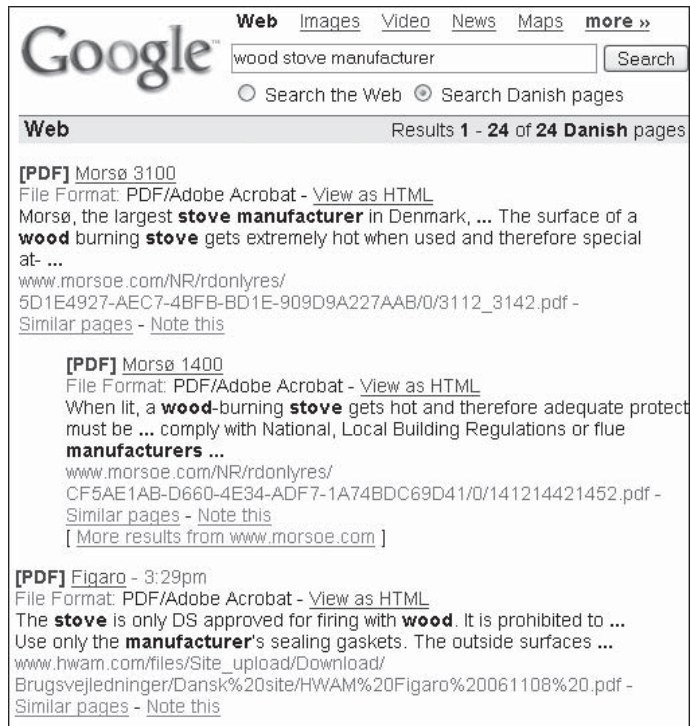 Web Images Video News Maps more »
Google™
wood stove manufacturer Search
Search the Web Search Danish pages
Web Results 1 - 24 of 24 Danish pages
[PDF] Morsø 3100
File Format: PDF/Adobe Acrobat - View as HTML
Morsø, the largest stove manufacturer in Denmark, ... The surface of a
wood burning stove gets extremely hot when used and therefore special
at- ...
www.morsoe.com/NR/rdonlyres/
5D1E4927-AEC7-4BFB-BD1E-909D9A227AAB/0/3112_3142.pdf -
Similar pages - Note this
[PDF] Morsø 1400
File Format: PDF/Adobe Acrobat - View as HTML
When lit, a wood-burning stove gets hot and therefore adequate protect
must be ... comply with National, Local Building Regulations or flue
manufacturers ...
www.morsoe.com/NR/rdonlyres/
CF5AE1AB-D660-4E34-ADF7-1A74BDC69D41/0/141214421452.pdf -
Similar pages - Note this
[ More results from www.morsoe.com ]
[PDF] Figaro - 3:29pm
File Format: PDF/Adobe Acrobat - View as HTML
The stove is only DS approved for firing with wood. It is prohibited to ...
Use only the manufacturer's sealing gaskets. The outside surfaces ...
www.hwam.com/files/Site_upload/Download/
Brugsvejledninger/Dansk%20site/HWAM%20Figaro%20061108%20.pdf -
Similar pages - Note this